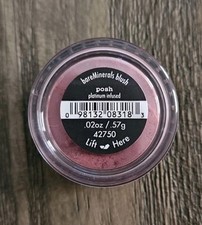 bareMinerals blush
posh
platinum infused
0 98132 08318 3
.02oz / .57g
42750
Lift Here